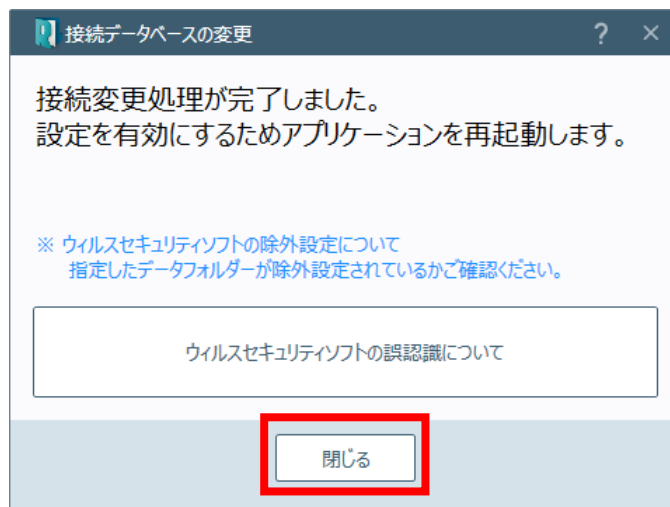 接続データベースの変更
?
×
接続変更処理が完了しました。
設定を有効にするためアプリケーションを再起動します。
※ ウィルスセキュリティソフトの除外設定について
指定したデータフォルダーが除外設定されているかご確認ください。
ウィルスセキュリティソフトの誤認識について
閉じる